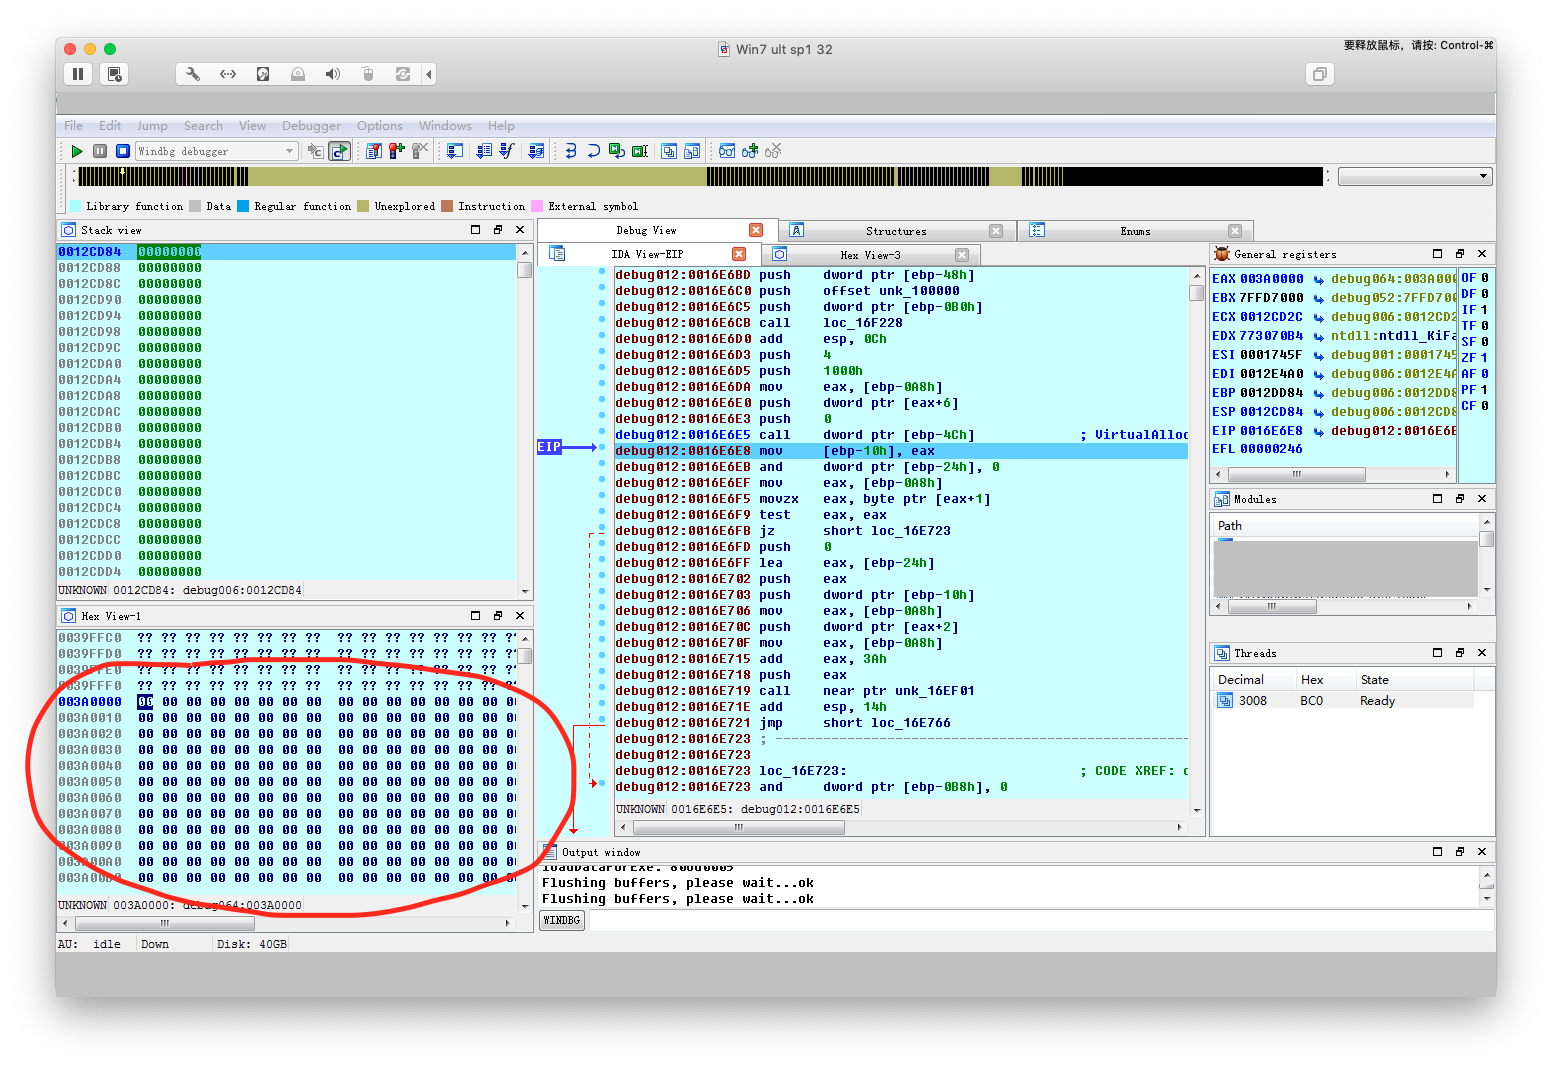 Win7 ult sp1 32
要释放鼠标，请按: Control-⌘
File Edit Jump Search View Debugger Options Windows Help
Windbg debugger
Library function Data Regular function Unexplored Instruction External symbol
Stack view
0012CD84 00000000
0012CD88 00000000
0012CD8C 00000000
0012CD90 00000000
0012CD94 00000000
0012CD98 00000000
0012CD9C 00000000
0012CDA0 00000000
0012CDA4 00000000
0012CDA8 00000000
0012CDAC 00000000
0012CDB0 00000000
0012CDB4 00000000
0012CDB8 00000000
0012CDBC 00000000
0012CDC0 00000000
0012CDC4 00000000
0012CDC8 00000000
0012CDCC 00000000
0012CDD0 00000000
0012CDD4 00000000
UNKNOWN 0012CD84: debug006:0012CD84
Hex View-1
0039FFC0 ?? ?? ?? ?? ?? ?? ?? ?? ?? ?? ?? ?? ?? ?? ??
0039FFD0 ?? ?? ?? ?? ?? ?? ?? ?? ?? ?? ?? ?? ?? ?? ??
0039FFE0 ?? ?? ?? ?? ?? ?? ?? ?? ?? ?? ?? ?? ?? ?? ??
0039FFF0 ?? ?? ?? ?? ?? ?? ?? ?? ?? ?? ?? ?? ?? ?? ??
003A0000 00 00 00 00 00 00 00 00 00 00 00 00 00 00 00
003A0010 00 00 00 00 00 00 00 00 00 00 00 00 00 00 00
003A0020 00 00 00 00 00 00 00 00 00 00 00 00 00 00 00
003A0030 00 00 00 00 00 00 00 00 00 00 00 00 00 00 00
003A0040 00 00 00 00 00 00 00 00 00 00 00 00 00 00 00
003A0050 00 00 00 00 00 00 00 00 00 00 00 00 00 00 00
003A0060 00 00 00 00 00 00 00 00 00 00 00 00 00 00 00
003A0070 00 00 00 00 00 00 00 00 00 00 00 00 00 00 00
003A0080 00 00 00 00 00 00 00 00 00 00 00 00 00 00 00
003A0090 00 00 00 00 00 00 00 00 00 00 00 00 00 00 00
003A00A0 00 00 00 00 00 00 00 00 00 00 00 00 00 00 00
003A00B0 00 00 00 00 00 00 00 00 00 00 00 00 00 00 00
UNKNOWN 003A0000: debug064:003A0000
AU: idle Down Disk: 40GB
Debug View Structures Enums
IDA View-EIP Hex View-3
debug012:0016E6BD push dword ptr [ebp-48h]
debug012:0016E6C0 push offset unk_100000
debug012:0016E6C5 push dword ptr [ebp-0B0h]
debug012:0016E6CB call loc_16F228
debug012:0016E6D0 add esp, 0Ch
debug012:0016E6D3 push 4
debug012:0016E6D5 push 1000h
debug012:0016E6DA mov eax, [ebp-0A8h]
debug012:0016E6E0 push dword ptr [eax+6]
debug012:0016E6E3 push 0
debug012:0016E6E5 call dword ptr [ebp-4Ch] ; VirtualAlloc
EIP
debug012:0016E6E8 mov [ebp-10h], eax
debug012:0016E6EB and dword ptr [ebp-24h], 0
debug012:0016E6EF mov eax, [ebp-0A8h]
debug012:0016E6F5 movzx eax, byte ptr [eax+1]
debug012:0016E6F9 test eax, eax
debug012:0016E6FB jz short loc_16E723
debug012:0016E6FD push 0
debug012:0016E6FF lea eax, [ebp-24h]
debug012:0016E702 push eax
debug012:0016E703 push dword ptr [ebp-10h]
debug012:0016E706 mov eax, [ebp-0A8h]
debug012:0016E70C push dword ptr [eax+2]
debug012:0016E70F mov eax, [ebp-0A8h]
debug012:0016E715 add eax, 3Ah
debug012:0016E718 push eax
debug012:0016E719 call near ptr unk_16EF01
debug012:0016E71E add esp, 14h
debug012:0016E721 jmp short loc_16E766
debug012:0016E723 ; ---------------------------------------------------
debug012:0016E723
debug012:0016E723 loc_16E723: ; CODE XREF: d
debug012:0016E723 and dword ptr [ebp-0B8h], 0
UNKNOWN 0016E6E5: debug012:0016E6E5
Output window
Flushing buffers, please wait...ok
Flushing buffers, please wait...ok
WINDBG
General registers
EAX 003A0000 debug064:003A000
EBX 7FFD7000 debug052:7FFD70
ECX 0012CD2C debug006:0012CD2
EDX 773070B4 ntdll:ntdll_KiFa
ESI 0001745F debug001:0001745
EDI 0012E4A0 debug006:0012E4A
EBP 0012DD84 debug006:0012DD8
ESP 0012CD84 debug006:0012CD8
EIP 0016E6E8 debug012:0016E6E
EFL 00000246
OF 0
DF 0
IF 1
TF 0
SF 0
ZF 1
AF 0
PF 1
CF 0
Modules
Path
Threads
Decimal Hex State
3008 BC0 Ready